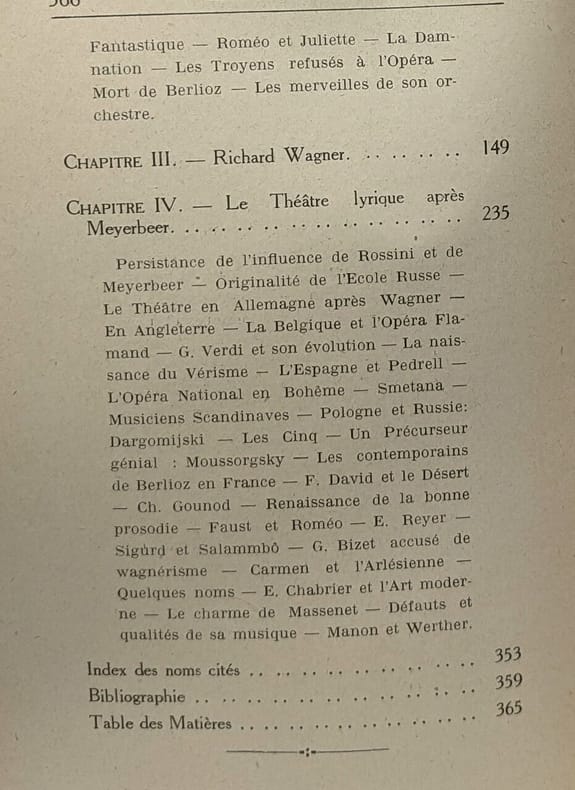 Fantastique — Roméo et Juliette — La Dam-
nation — Les Troyens refusés à l'Opéra —
Mort de Berlioz — Les merveilles de son or-
chestre.
CHAPITRE III. — Richard Wagner. . . . . . . . . 149
CHAPITRE IV. — Le Théâtre lyrique après
Meyerbeer. . . . . . . . . . . . . . . . . . . 235
Persistance de l'influence de Rossini et de
Meyerbeer — Originalité de l'Ecole Russe —
Le Théâtre en Allemagne après Wagner —
En Angleterre — La Belgique et l'Opéra Fla-
mand — G. Verdi et son évolution — La nais-
sance du Vérisme — L'Espagne et Pedrell —
L'Opéra National en Bohême — Smetana —
Musiciens Scandinaves — Pologne et Russie:
Dargomijski — Les Cinq — Un Précurseur
génial : Moussorgsky — Les contemporains
de Berlioz en France — F. David et le Désert
— Ch. Gounod — Renaissance de la bonne
prosodie — Faust et Roméo — E. Reyer —
Sigurd et Salammbô — G. Bizet accusé de
wagnérisme — Carmen et l'Arlésienne —
Quelques noms — E. Chabrier et l'Art moder-
ne — Le charme de Massenet — Défauts et
qualités de sa musique — Manon et Werther.
Index des noms cités . . . . . . . . . . . . . . . 353
Bibliographie . . . . . . . . . . . . . . . . . . 359
Table des Matières . . . . . . . . . . . . . . . . 365